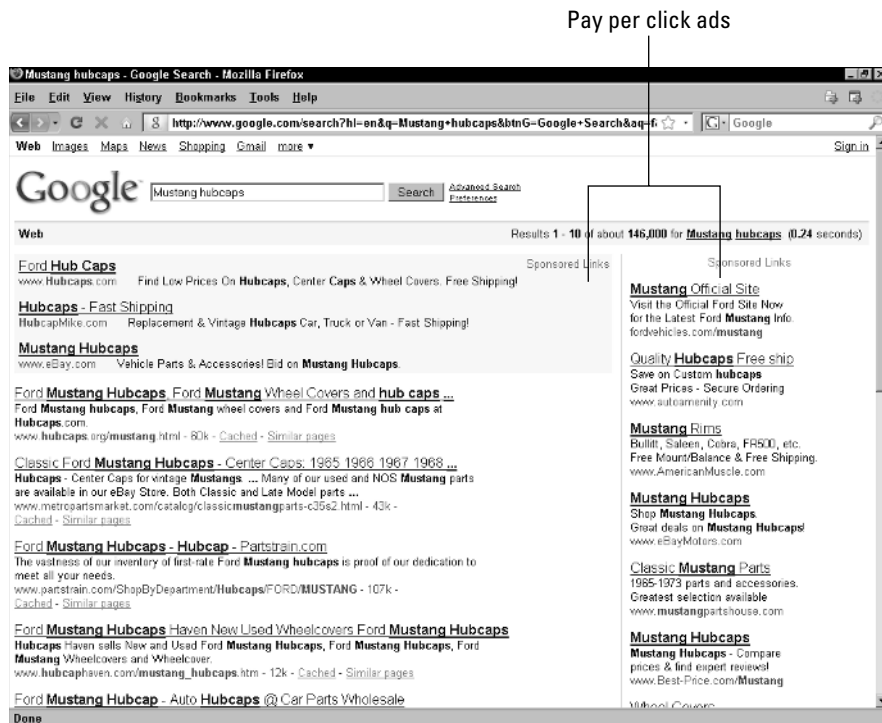 Pay per click ads
Mustang hubcaps - Google Search - Mozilla Firefox
File Edit View History Bookmarks Tools Help
http://www.google.com/search?hl=en&q=Mustang+hubcaps&btnG=Google+Search&aq=f
Google
Web Images Maps News Shopping Gmail more ▼
Sign in
Google
Mustang hubcaps
Search
Advanced Search
Preferences
Web
Results 1 - 10 of about 146,000 for Mustang hubcaps (0.24 seconds)
Sponsored Links
Ford Hub Caps
www.Hubcaps.com Find Low Prices On Hubcaps, Center Caps & Wheel Covers. Free Shipping!
Hubcaps - Fast Shipping
HubcapMike.com Replacement & Vintage Hubcaps Car, Truck or Van - Fast Shipping!
Mustang Hubcaps
www.eBay.com Vehicle Parts & Accessories! Bid on Mustang Hubcaps.
Ford Mustang Hubcaps, Ford Mustang Wheel Covers and hub caps ...
Ford Mustang hubcaps, Ford Mustang wheel covers and Ford Mustang hub caps at
Hubcaps.com.
www.hubcaps.org/mustang.html - 60k - Cached - Similar pages
Classic Ford Mustang Hubcaps - Center Caps: 1965 1966 1967 1968 ...
Hubcaps - Center Caps for vintage Mustangs. ... Many of our used and NOS Mustang parts
are available in our eBay Store. Both Classic and Late Model parts ...
www.metropartsmarket.com/catalog/classicmustangparts-c35s2.html - 43k -
Cached - Similar pages
Ford Mustang Hubcaps - Hubcap - Partstrain.com
The vastness of our inventory of first-rate Ford Mustang hubcaps is proof of our dedication to
meet all your needs.
www.partstrain.com/ShopByDepartment/Hubcaps/FORD/MUSTANG - 107k -
Cached - Similar pages
Ford Mustang Hubcaps Haven New Used Wheelcovers Ford Mustang Hubcaps
Hubcaps Haven sells New and Used Ford Mustang Hubcaps, Ford Mustang Hubcaps, Ford
Mustang Wheelcovers and Wheelcover.
www.hubcaphaven.com/mustang_hubcaps.htm - 12k - Cached - Similar pages
Ford Mustang Hubcap - Auto Hubcaps @ Car Parts Wholesale
Sponsored Links
Mustang Official Site
Visit the Official Ford Site Now
for the Latest Ford Mustang Info.
fordvehicles.com/mustang
Quality Hubcaps Free ship
Save on Custom hubcaps
Great Prices - Secure Ordering
www.autoamenity.com
Mustang Rims
Bullitt, Saleen, Cobra, FR500, etc.
Free Mount/Balance & Free Shipping.
www.AmericanMuscle.com
Mustang Hubcaps
Shop Mustang Hubcaps.
Great deals on Mustang Hubcaps!
www.eBayMotors.com
Classic Mustang Parts
1965-1973 parts and accessories.
Greatest selection available
www.mustangpartshouse.com
Mustang Hubcaps
Mustang Hubcaps - Compare
prices & find expert reviews!
www.Best-Price.com/Mustang
Wheel Covers
Done